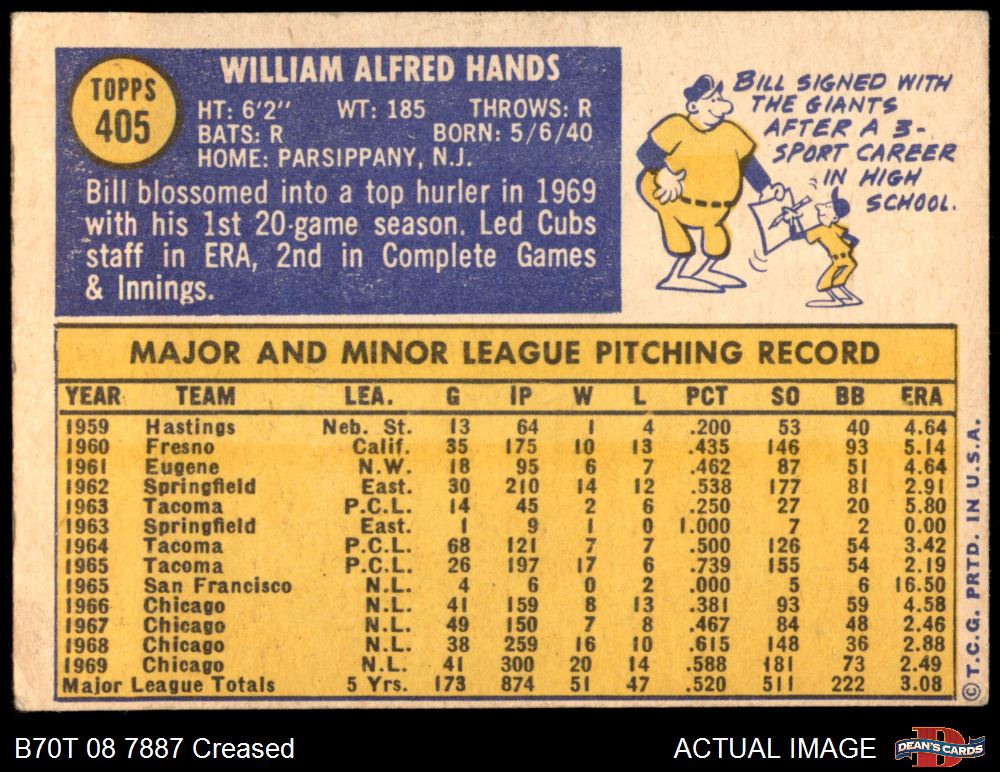 TOPPS
405
WILLIAM ALFRED HANDS
HT: 6'2" WT: 185 THROWS: R
BATS: R BORN: 5/6/40
HOME: PARSIPPANY, N.J.
Bill blossomed into a top hurler in 1969
with his 1st 20-game season. Led Cubs
staff in ERA, 2nd in Complete Games
& Innings.
BILL SIGNED WITH
THE GIANTS
AFTER A 3-
SPORT CAREER
IN HIGH
SCHOOL.
MAJOR AND MINOR LEAGUE PITCHING RECORD
YEAR TEAM LEA. G IP W L PCT SO BB ERA
1959 Hastings Neb. St. 13 64 1 4 .200 53 40 4.64
1960 Fresno Calif. 35 175 10 13 .435 146 93 5.14
1961 Eugene N.W. 18 95 6 7 .462 87 51 4.64
1962 Springfield East. 30 210 14 12 .538 177 81 2.91
1963 Tacoma P.C.L. 14 45 2 6 .250 27 20 5.80
1963 Springfield East. 1 9 1 0 1.000 7 2 0.00
1964 Tacoma P.C.L. 68 121 7 7 .500 126 54 3.42
1965 Tacoma P.C.L. 26 197 17 6 .739 155 54 2.19
1965 San Francisco N.L. 4 6 0 2 .000 5 6 16.50
1966 Chicago N.L. 41 159 8 13 .381 93 59 4.58
1967 Chicago N.L. 49 150 7 8 .467 84 48 2.46
1968 Chicago N.L. 38 259 16 10 .615 148 36 2.88
1969 Chicago N.L. 41 300 20 14 .588 181 73 2.49
Major League Totals 5 Yrs. 173 874 51 47 .520 511 222 3.08
© T.C.G. PRTD. IN U.S.A.
B70T 08 7887 Creased
ACTUAL IMAGE
DEAN'S CARDS